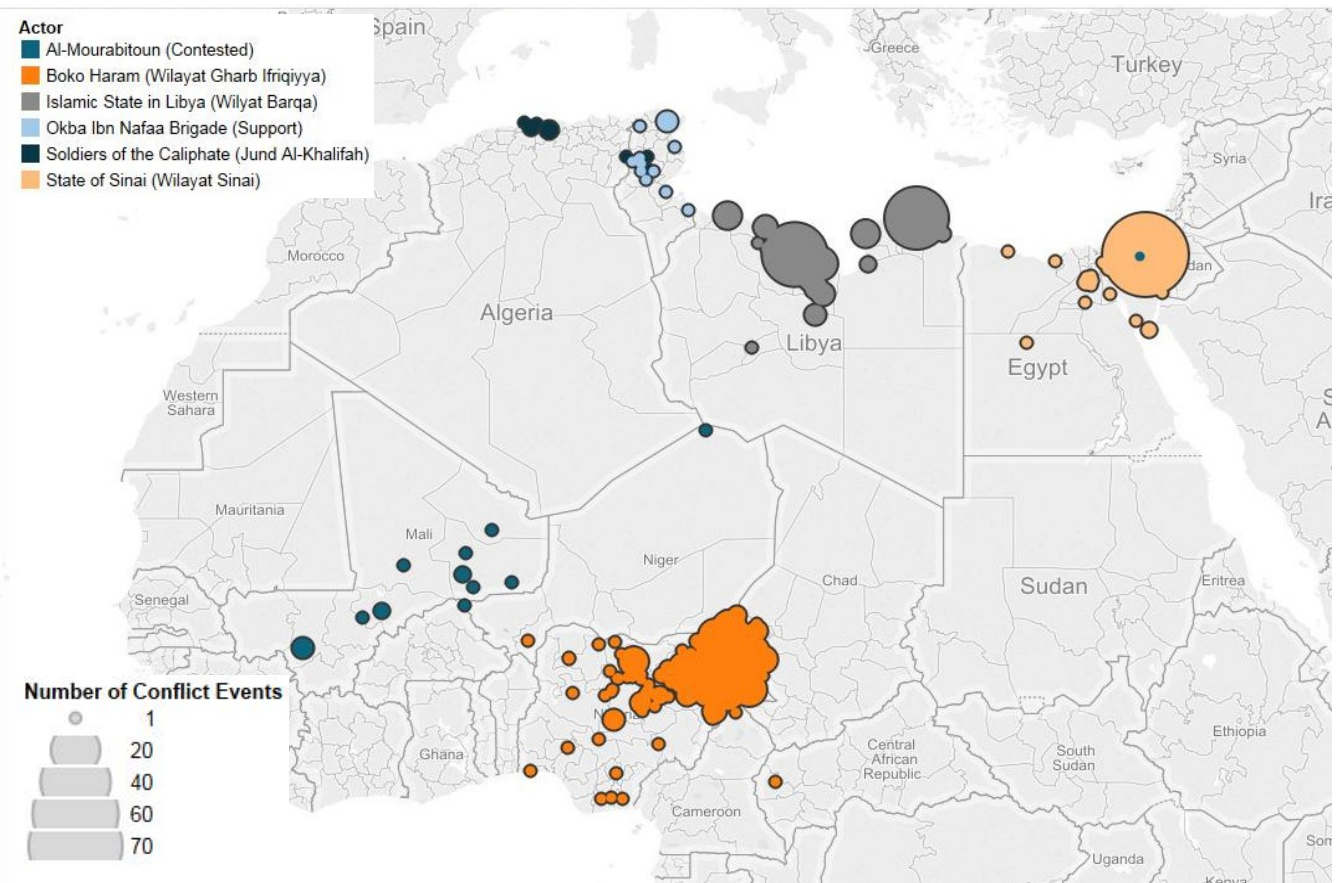 Actor
Al-Mourabitoun (Contested)
Boko Haram (Wilayat Gharb Ifriqiyya)
Islamic State in Libya (Wilyat Barqa)
Okba Ibn Nafaa Brigade (Support)
Soldiers of the Caliphate (Jund Al-Khalifah)
State of Sinai (Wilayat Sinai)
Spain
Greece
Turkey
Syria
Morocco
Algeria
Libya
Egypt
Western
Sahara
Mauritania
Mali
Niger
Chad
Sudan
Eritrea
Senegal
Number of Conflict Events
1
20
40
60
70
Ghana
Cameroon
Central
African
Republic
South
Sudan
Ethiopia
Uganda